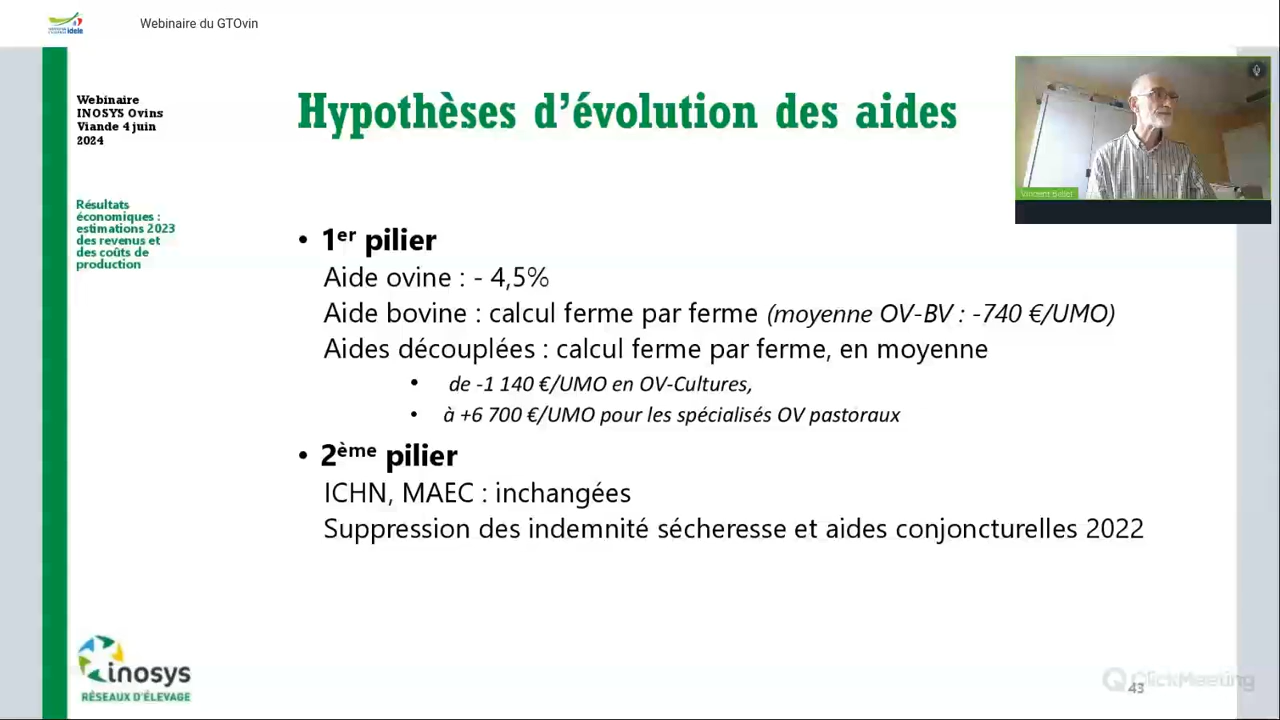 idele
Webinaire du GTOvin
Webinaire
INOSYS Ovins
Viande 4 juin
2024
Hypothèses d’évolution des aides
Résultats
économiques :
estimations 2023
des revenus et
des coûts de
production
• 1er pilier
Aide ovine : - 4,5%
Aide bovine : calcul ferme par ferme (moyenne OV-BV : -740 €/UMO)
Aides découplées : calcul ferme par ferme, en moyenne
• de -1 140 €/UMO en OV-Cultures,
• à +6 700 €/UMO pour les spécialisés OV pastoraux
• 2ème pilier
ICHN, MAEC : inchangées
Suppression des indemnité sécheresse et aides conjoncturelles 2022
Vincent Bellet
inosys
RÉSEAUX D'ÉLEVAGE
ClickMeeting
43